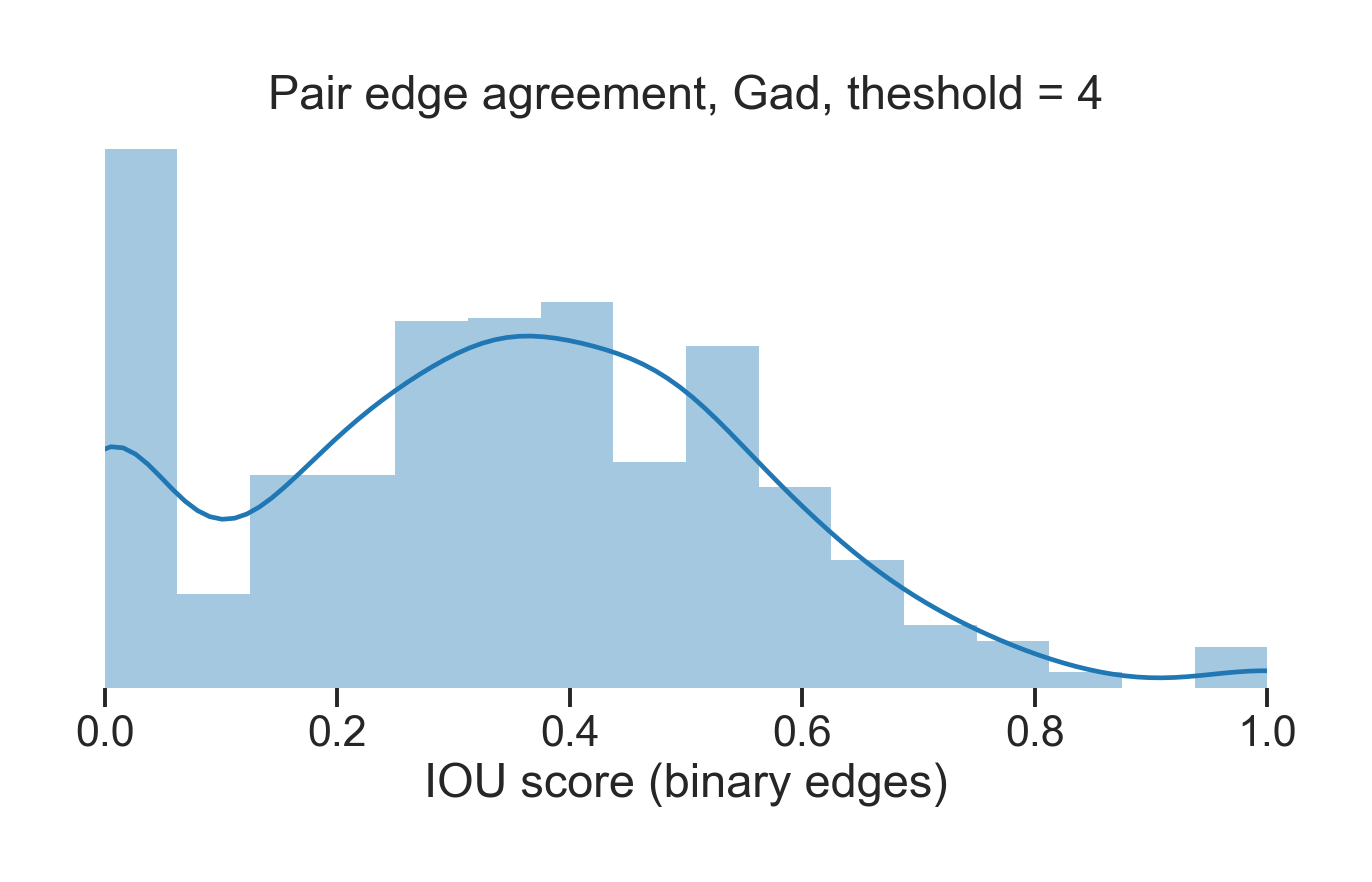 Pair edge agreement, Gad, theshold = 4
0.0 0.2 0.4 0.6 0.8 1.0
IOU score (binary edges)